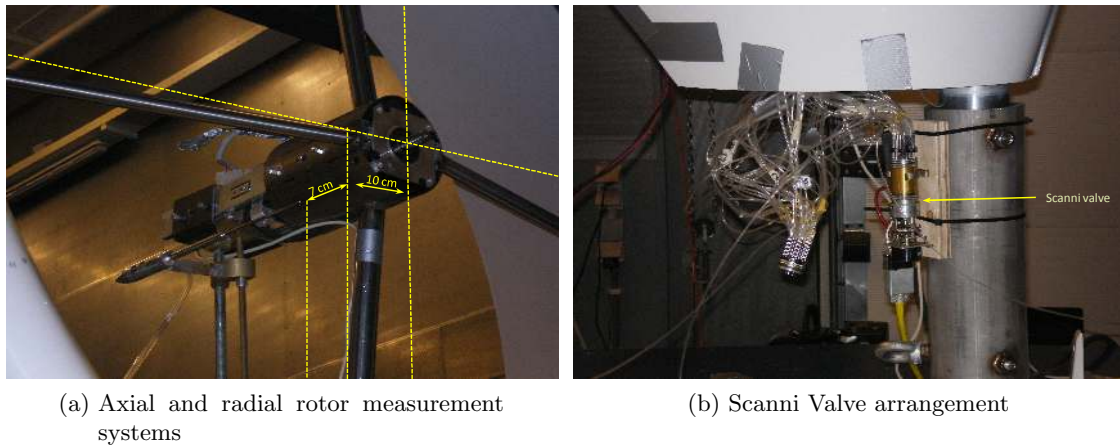 7 cm
10 cm
Scanni valve
(a) Axial and radial rotor measurement
systems
(b) Scanni Valve arrangement